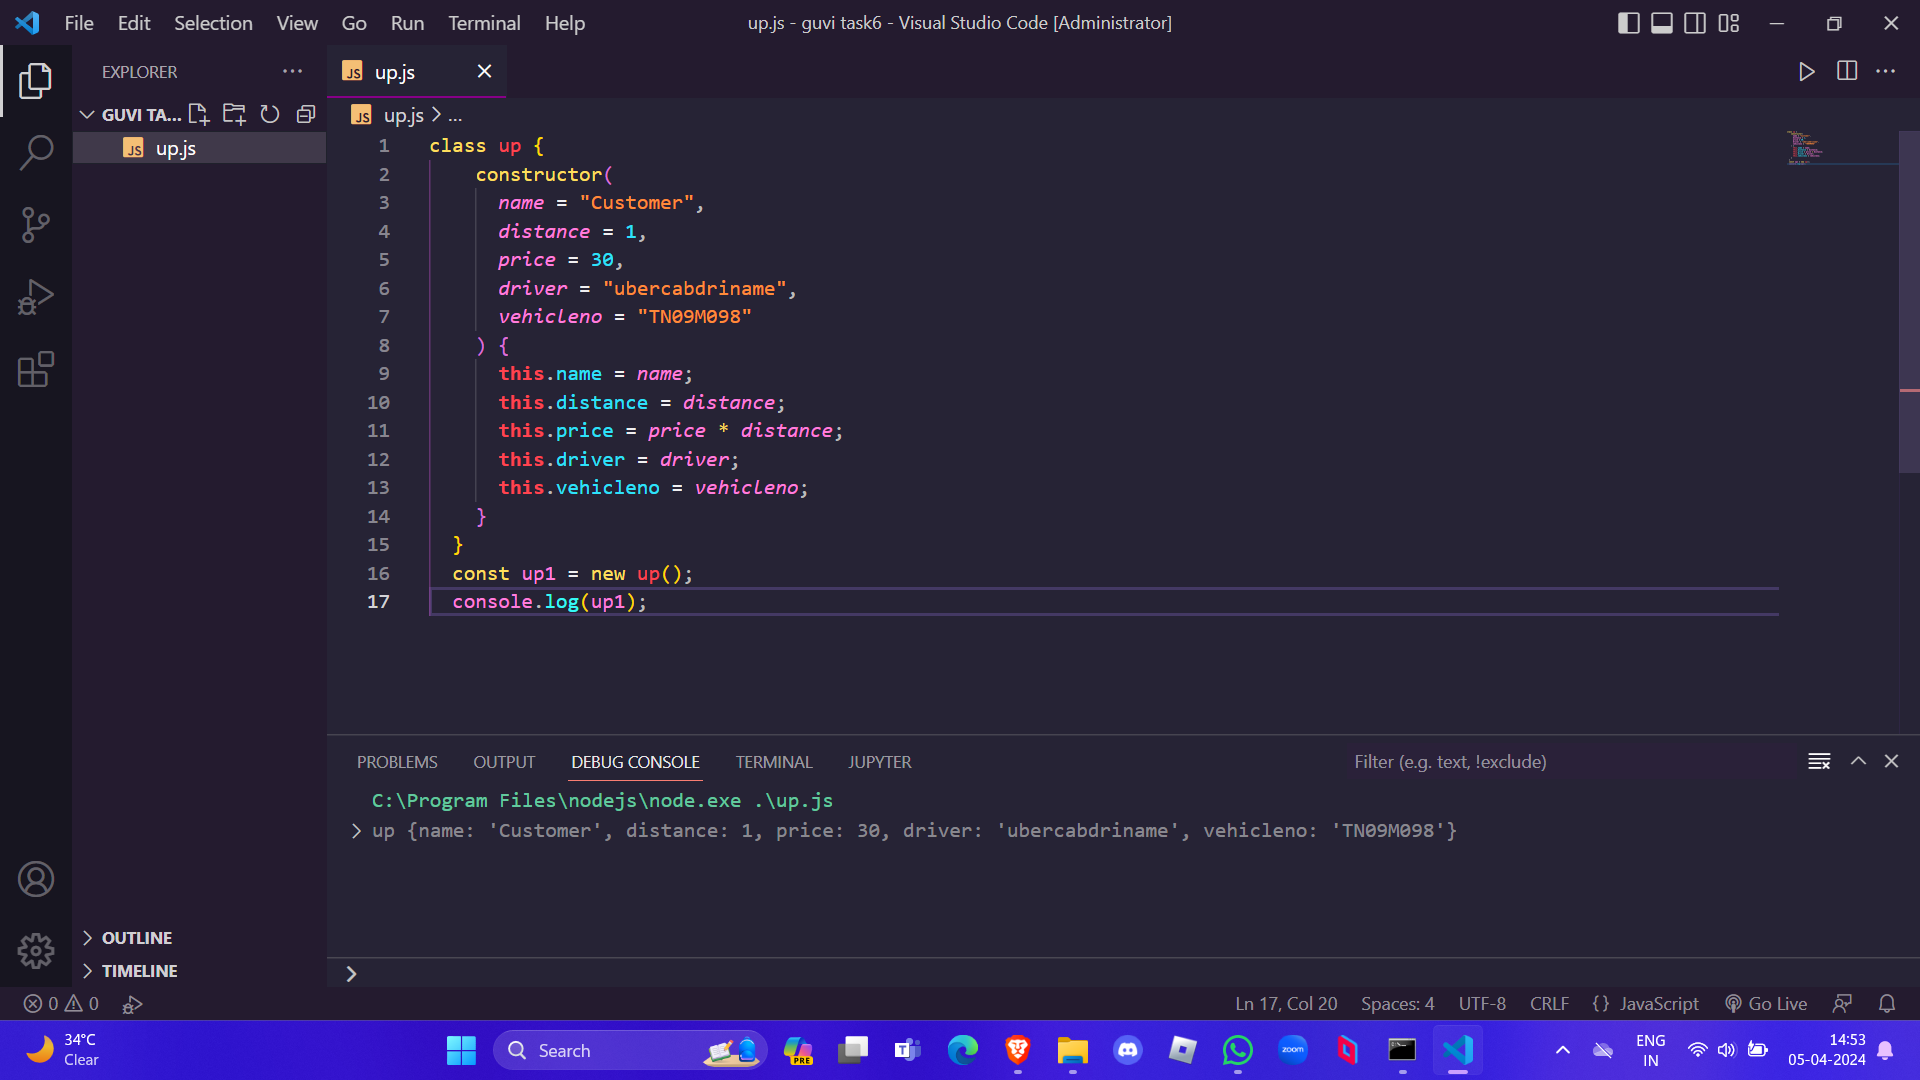 File Edit Selection View Go Run Terminal Help
up.js - guvi task6 - Visual Studio Code [Administrator]
EXPLORER
GUVI TA...
up.js
JS up.js
JS up.js > ...
1 class up {
2 constructor(
3 name = "Customer",
4 distance = 1,
5 price = 30,
6 driver = "ubercabdriname",
7 vehicleno = "TN09M098"
8 ) {
9 this.name = name;
10 this.distance = distance;
11 this.price = price * distance;
12 this.driver = driver;
13 this.vehicleno = vehicleno;
14 }
15 }
16 const up1 = new up();
17 console.log(up1);
PROBLEMS OUTPUT DEBUG CONSOLE TERMINAL JUPYTER
Filter (e.g. text, !exclude)
C:\Program Files\nodejs\node.exe .\up.js
up {name: 'Customer', distance: 1, price: 30, driver: 'ubercabdriname', vehicleno: 'TN09M098'}
OUTLINE
TIMELINE
0 0
Ln 17, Col 20 Spaces: 4 UTF-8 CRLF {} JavaScript Go Live
34°C
Clear
Search
PRE
zoom
ENG
IN
14:53
05-04-2024